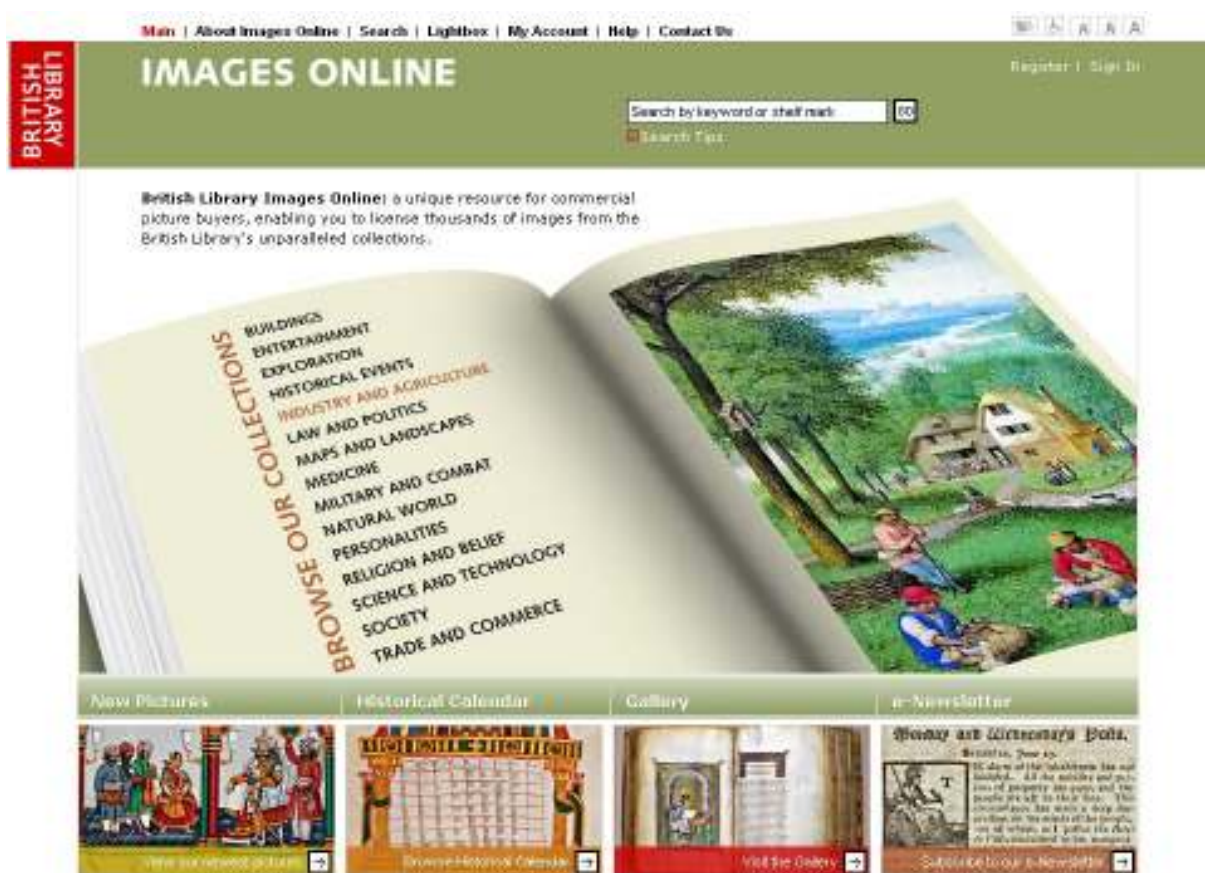 Main | About Images Online | Search | Lightbox | My Account | Help | Contact Us
A A A
BRITISH
LIBRARY
IMAGES ONLINE
Register | Sign In
Search by keyword or shelf mark
GO
Search Tips
British Library Images Online: a unique resource for commercial
picture buyers, enabling you to license thousands of images from the
British Library's unparalleled collections.
BROWSE OUR COLLECTIONS
BUILDINGS
ENTERTAINMENT
EXPLORATION
HISTORICAL EVENTS
INDUSTRY AND AGRICULTURE
LAW AND POLITICS
MAPS AND LANDSCAPES
MEDICINE
MILITARY AND COMBAT
NATURAL WORLD
PERSONALITIES
RELIGION AND BELIEF
SCIENCE AND TECHNOLOGY
SOCIETY
TRADE AND COMMERCE
New Pictures
Historical Calendar
Gallery
e-Newsletter
View our newest pictures
Browse Historical Calendar
Visit the Gallery
Subscribe to our e-Newsletter